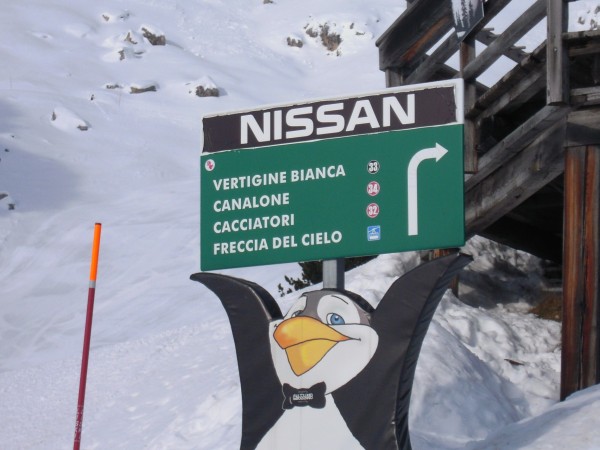 NISSAN
VERTIGINE BIANCA 33
CANALONE 34
CACCIATORI 32
FRECCIA DEL CIELO